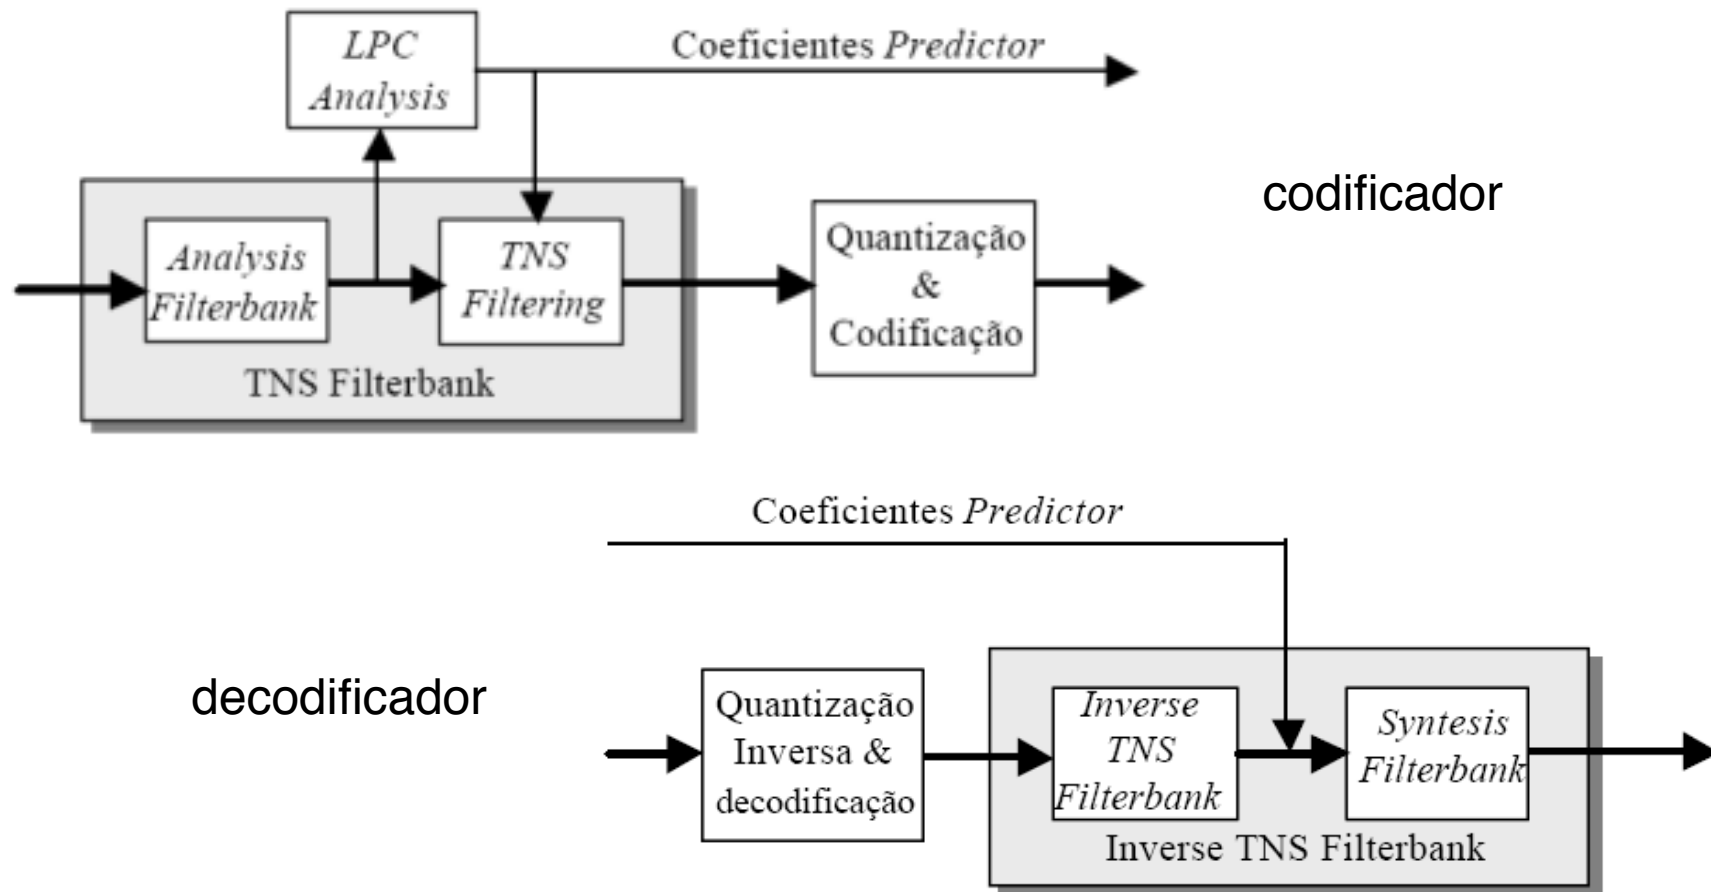 LPC
Analysis
Coeficientes Predictor
codificador
Analysis
Filterbank
TNS
Filtering
TNS Filterbank
Quantização
&
Codificação
Coeficientes Predictor
decodificador
Quantização
Inversa &
decodificação
Inverse
TNS
Filterbank
Syntesis
Filterbank
Inverse TNS Filterbank